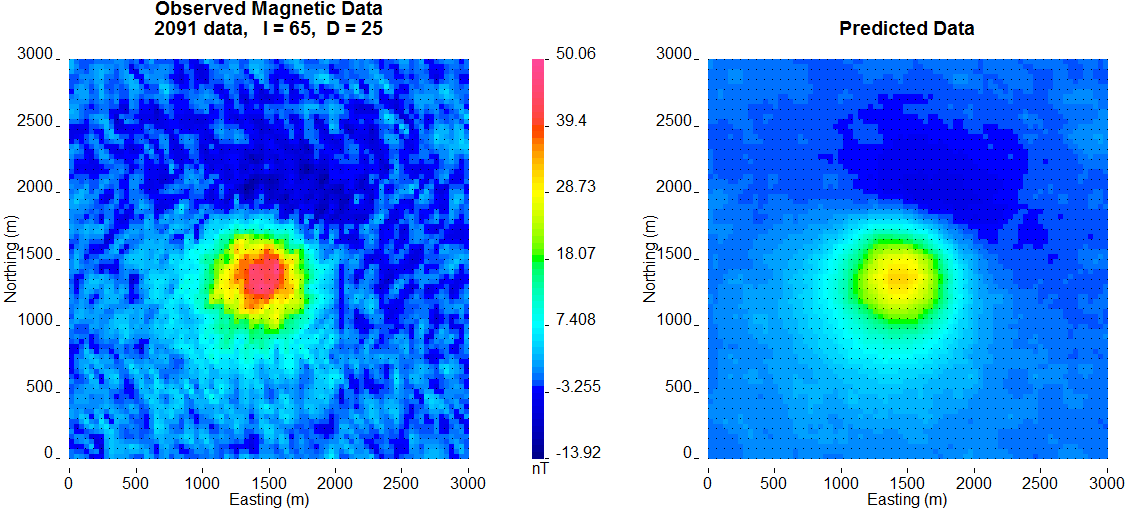 Observed Magnetic Data
2091 data, I = 65, D = 25
3000
2500
2000
1500
1000
500
0
Northing (m)
0 500 1000 1500 2000 2500 3000
Easting (m)
50.06
39.4
28.73
18.07
7.408
-3.255
-13.92
nT
Predicted Data
3000
2500
2000
1500
1000
500
0
Northing (m)
0 500 1000 1500 2000 2500 3000
Easting (m)